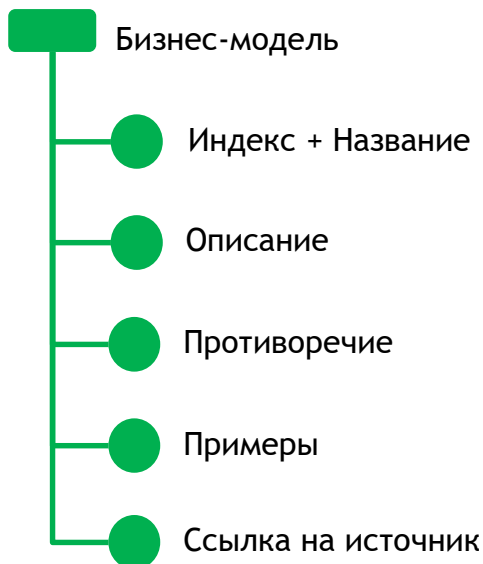 Бизнес-модель
Индекс + Название
Описание
Противоречие
Примеры
Ссылка на источник